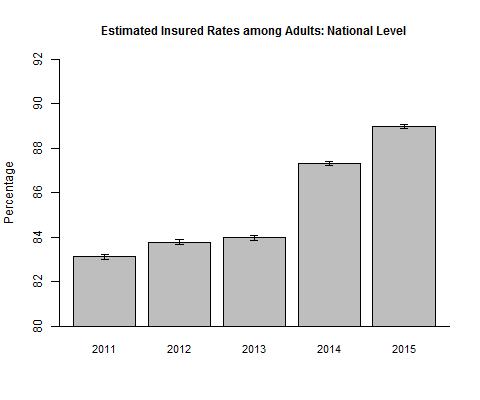 Estimated Insured Rates among Adults: National Level
92
90
88
86
84
82
80
Percentage
2011 2012 2013 2014 2015